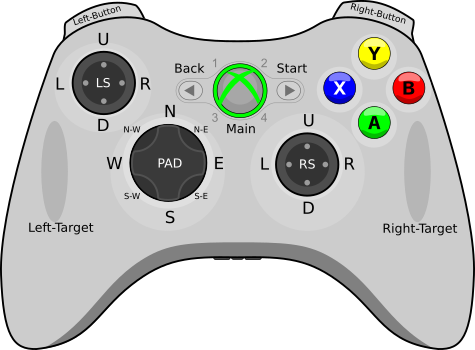 Left-Button
Right-Button
U
L
LS
R
D
Back
1
2
Start
3
4
Main
Y
X
B
A
N
N-W
N-E
W
PAD
E
S-W
S-E
S
U
L
RS
R
D
Left-Target
Right-Target